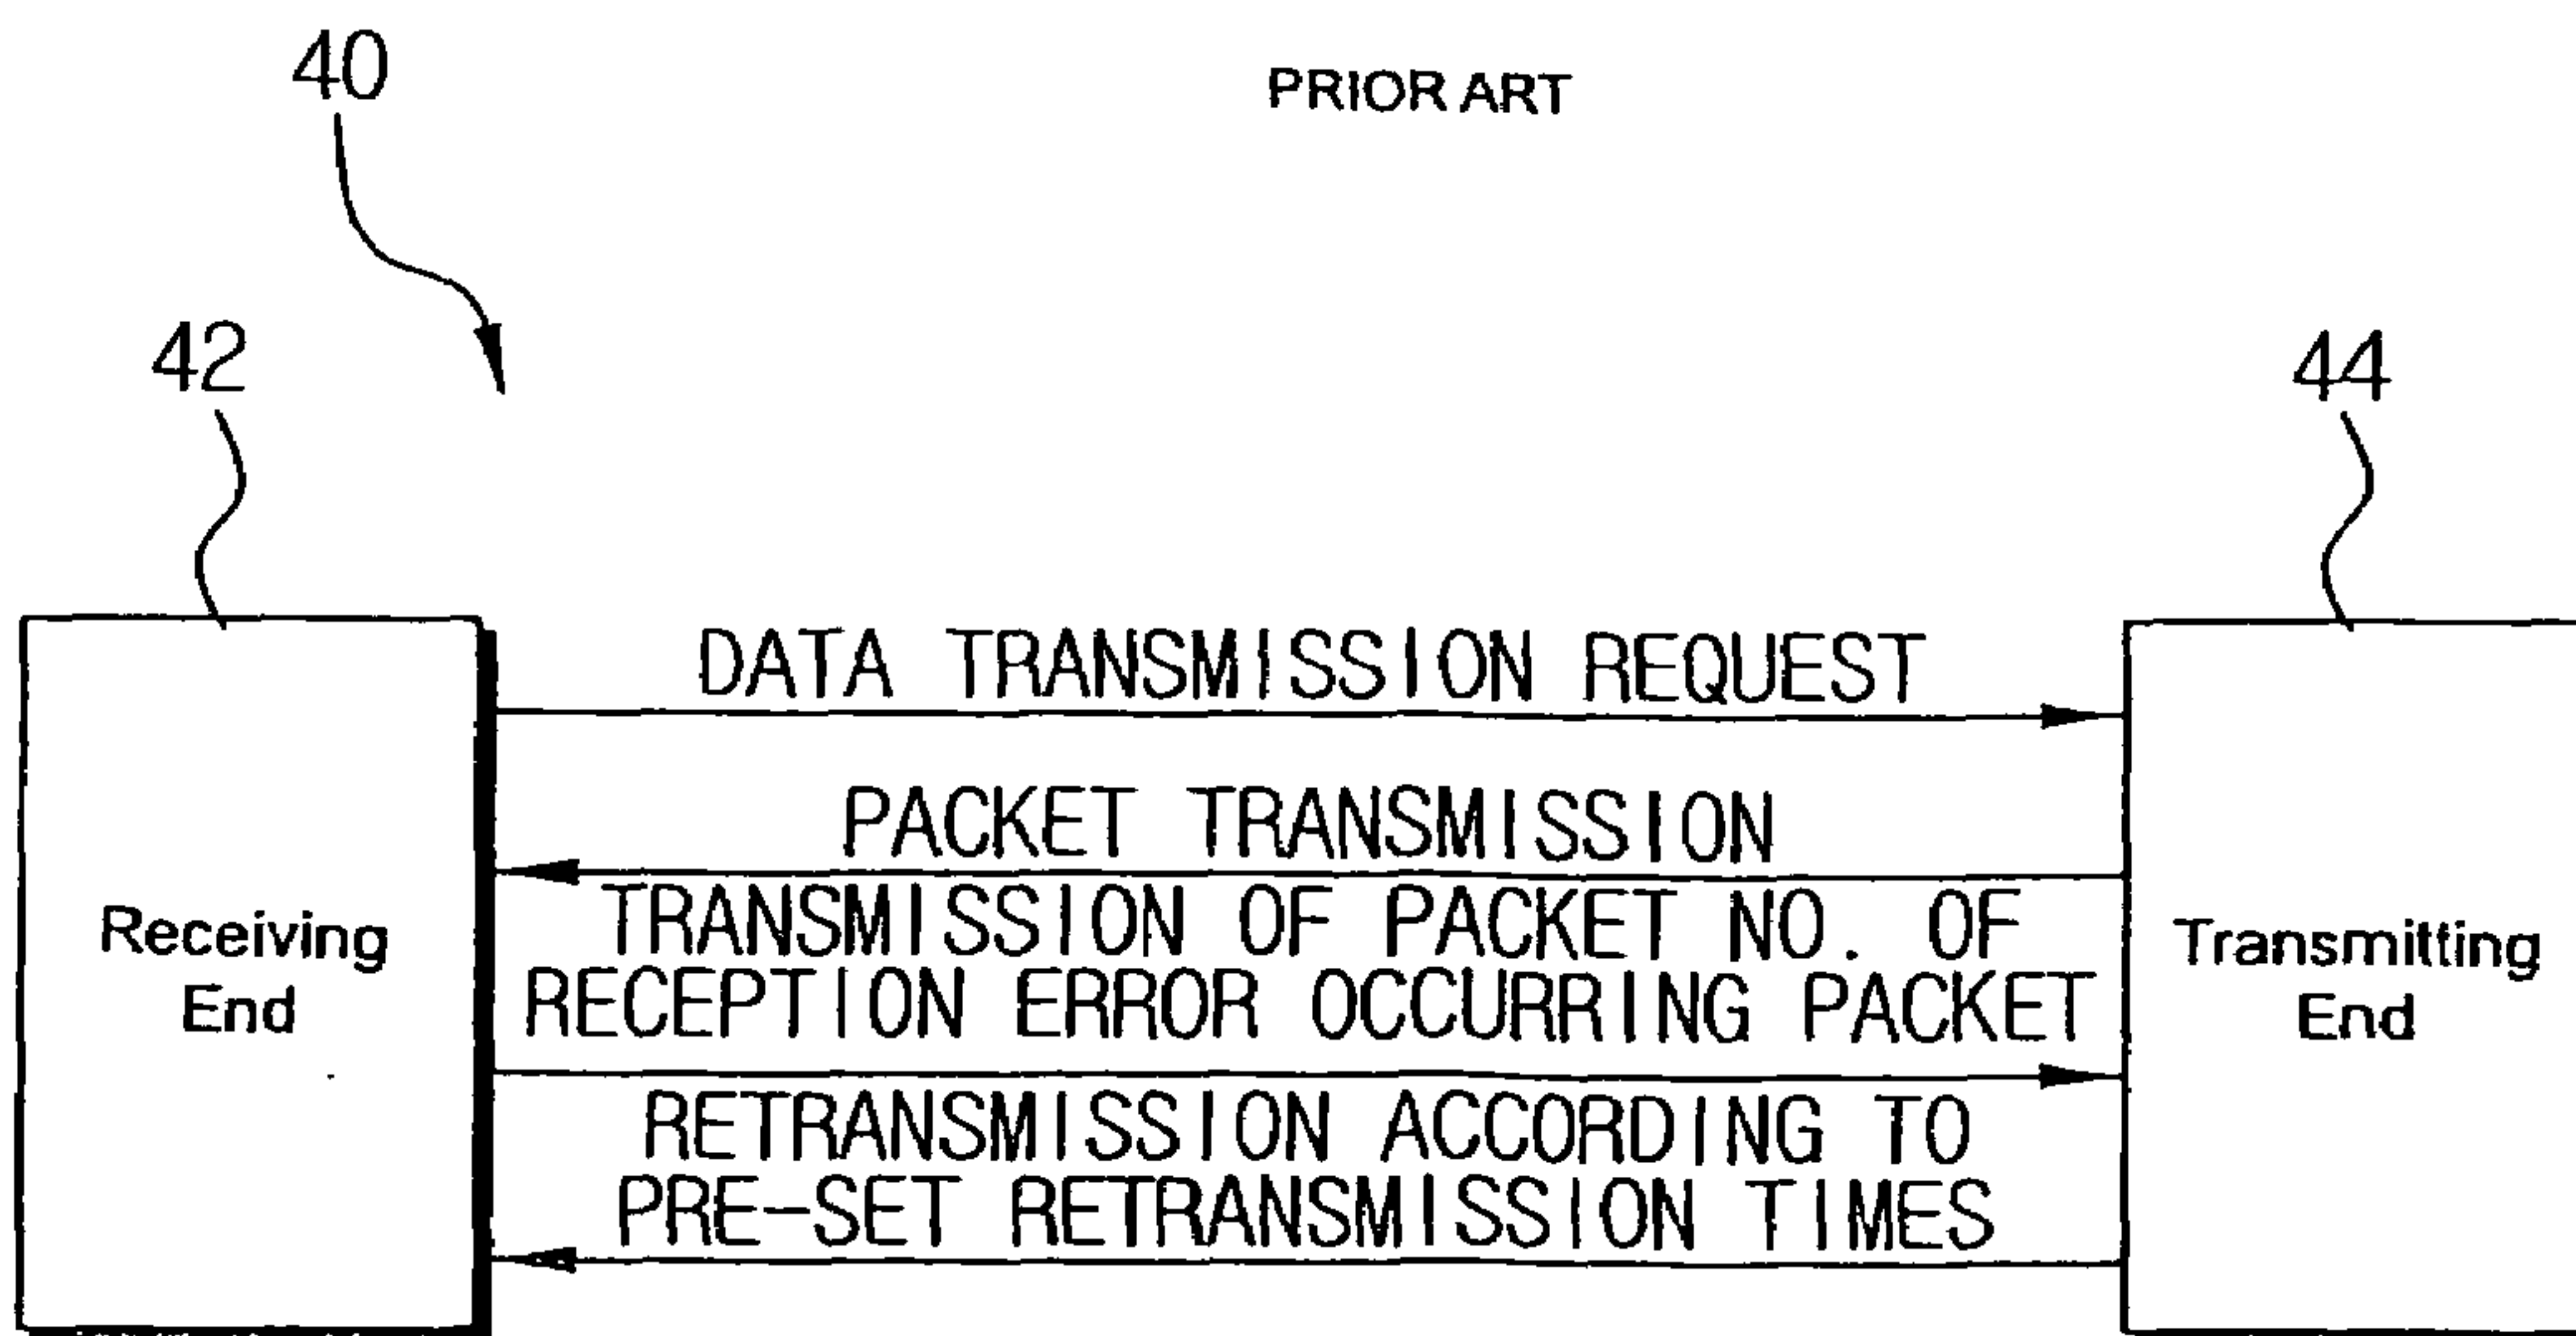 40
PRIOR ART
42
44
DATA TRANSMISSION REQUEST
PACKET TRANSMISSION
TRANSMISSION OF PACKET NO. OF
RECEPTION ERROR OCCURRING PACKET
RETRANSMISSION ACCORDING TO
PRE-SET RETRANSMISSION TIMES
Receiving
End
Transmitting
End